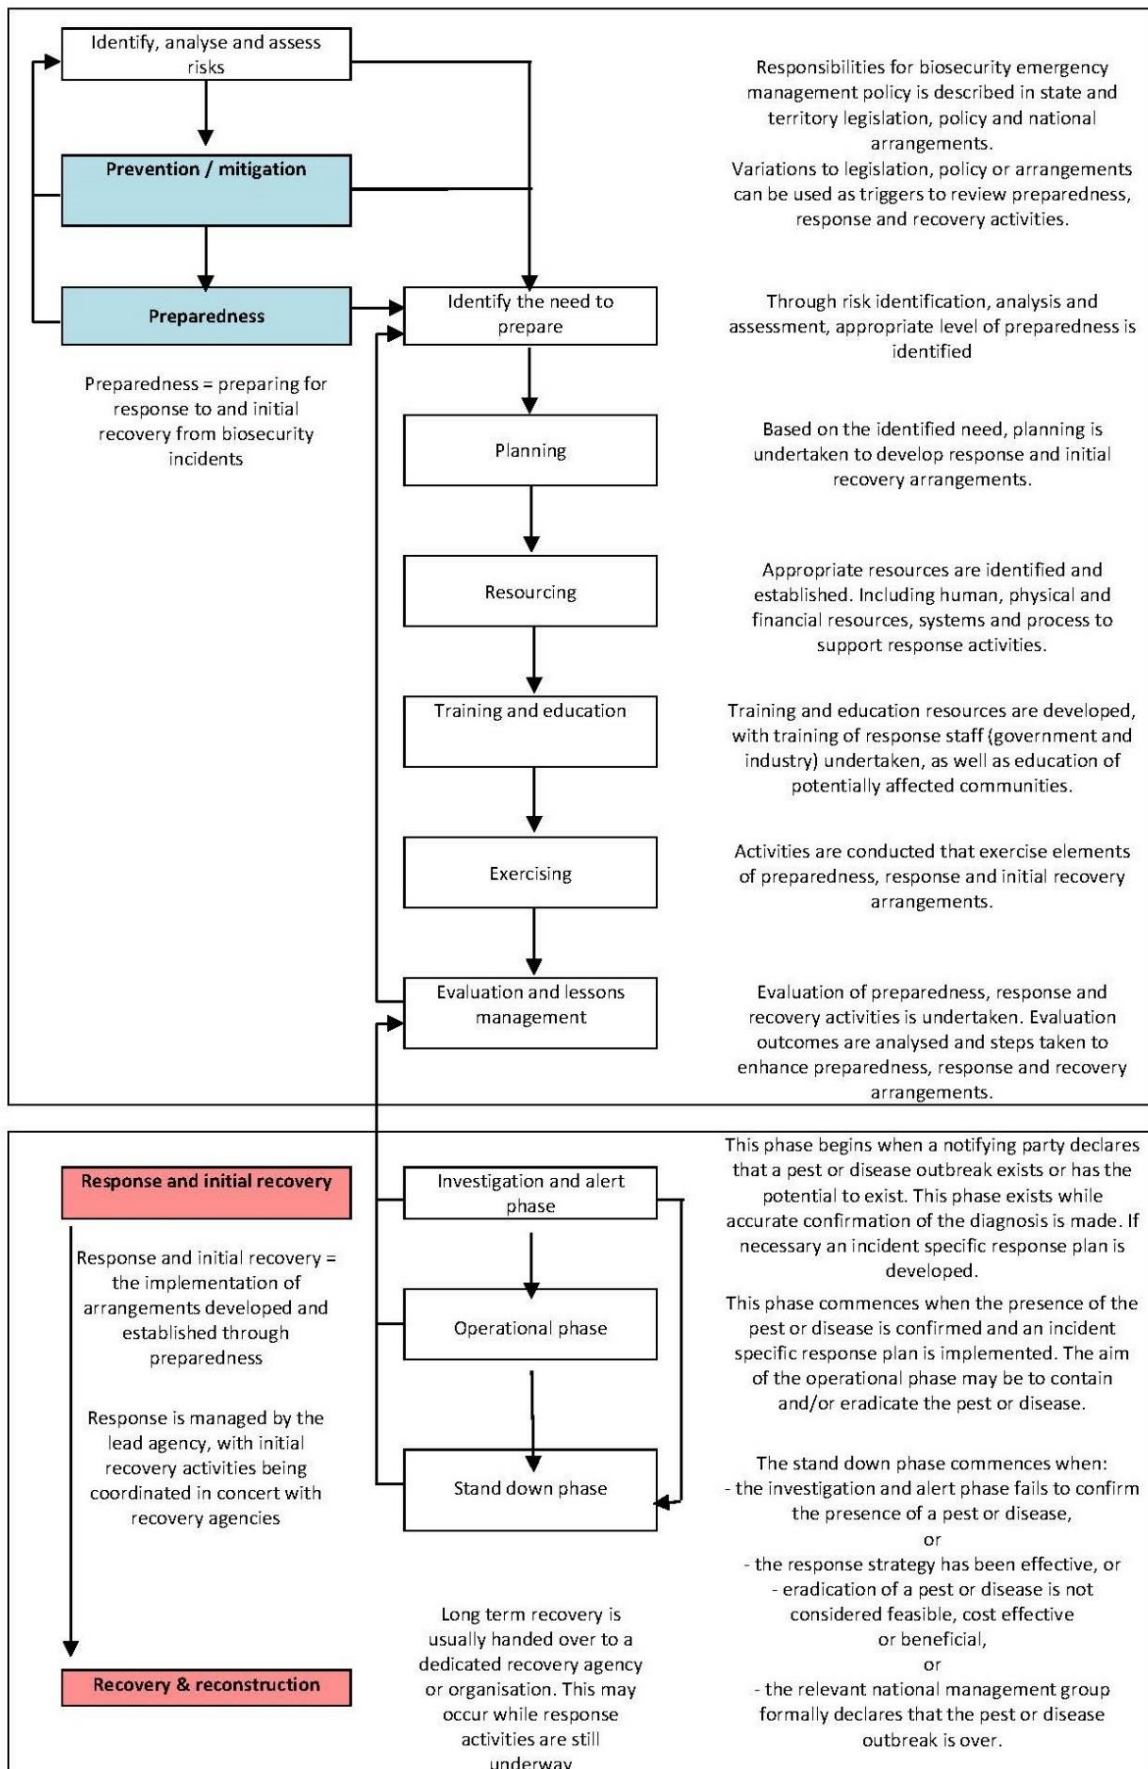 Identify, analyse and assess
risks
Responsibilities for biosecurity emergency
management policy is described in state and
territory legislation, policy and national
arrangements.
Prevention / mitigation
Variations to legislation, policy or arrangements
can be used as triggers to review preparedness,
response and recovery activities.
Preparedness
Identify the need to
prepare
Through risk identification, analysis and
assessment, appropriate level of preparedness is
identified
Preparedness = preparing for
response to and initial
recovery from biosecurity
incidents
Planning
Based on the identified need, planning is
undertaken to develop response and initial
recovery arrangements.
Resourcing
Appropriate resources are identified and
established. Including human, physical and
financial resources, systems and process to
support response activities.
Training and education
Training and education resources are developed,
with training of response staff (government and
industry) undertaken, as well as education of
potentially affected communities.
Exercising
Activities are conducted that exercise elements
of preparedness, response and initial recovery
arrangements.
Evaluation and lessons
management
Evaluation of preparedness, response and
recovery activities is undertaken. Evaluation
outcomes are analysed and steps taken to
enhance preparedness, response and recovery
arrangements.
Response and initial recovery
Investigation and alert
phase
This phase begins when a notifying party declares
that a pest or disease outbreak exists or has the
potential to exist. This phase exists while
accurate confirmation of the diagnosis is made. If
necessary an incident specific response plan is
developed.
Response and initial recovery =
the implementation of
arrangements developed and
established through
preparedness
Operational phase
This phase commences when the presence of the
pest or disease is confirmed and an incident
specific response plan is implemented. The aim
of the operational phase may be to contain
and/or eradicate the pest or disease.
Response is managed by the
lead agency, with initial
recovery activities being
coordinated in concert with
recovery agencies
Stand down phase
The stand down phase commences when:
- the investigation and alert phase fails to confirm
the presence of a pest or disease,
or
- the response strategy has been effective, or
- eradication of a pest or disease is not
considered feasible, cost effective
or beneficial,
or
- the relevant national management group
formally declares that the pest or disease
outbreak is over.
Recovery & reconstruction
Long term recovery is
usually handed over to a
dedicated recovery agency
or organisation. This may
occur while response
activities are still
underway